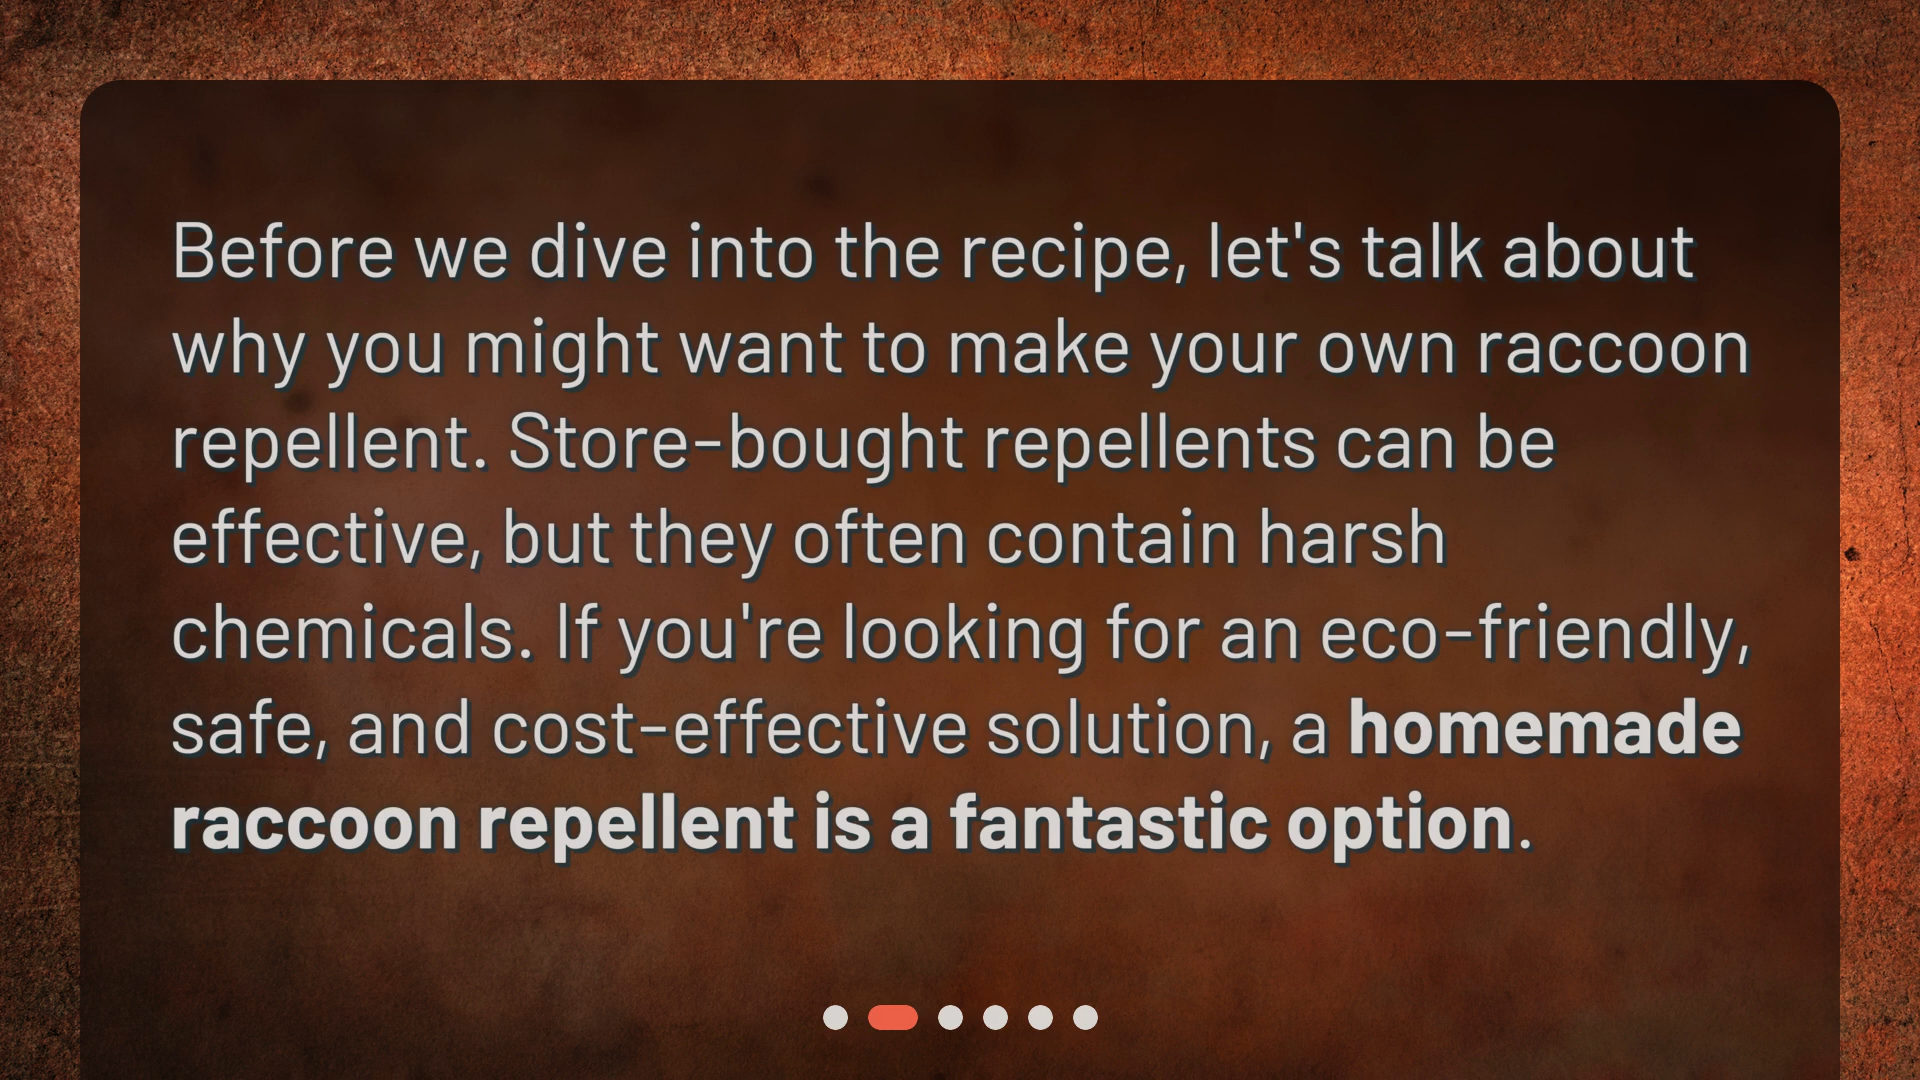 Before we dive into the recipe, let's talk about
why you might want to make your own raccoon
repellent. Store-bought repellents can be
effective, but they often contain harsh
chemicals. If you're looking for an eco-friendly,
safe, and cost-effective solution, a homemade
raccoon repellent is a fantastic option.